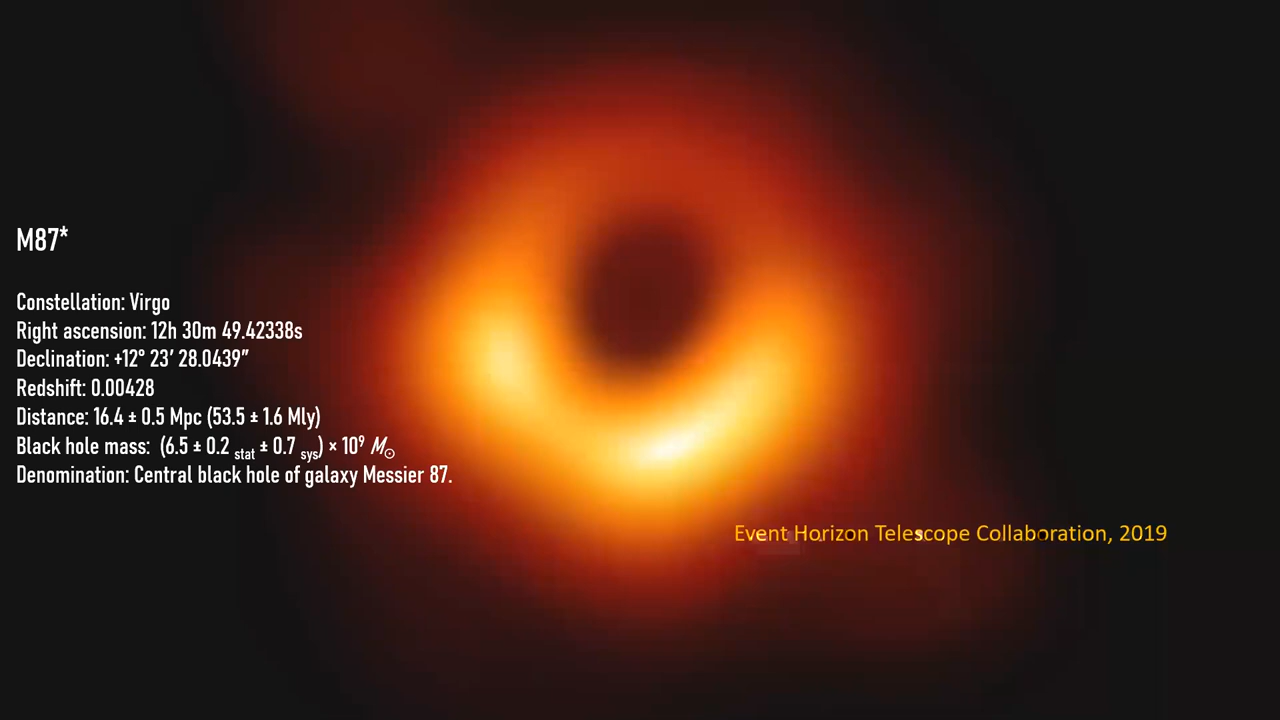 M87*
Constellation: Virgo
Right ascension: 12h 30m 49.42338s
Declination: +12° 23′ 28.0439″
Redshift: 0.00428
Distance: 16.4 ± 0.5 Mpc (53.5 ± 1.6 Mly)
Black hole mass: (6.5 ± 0.2 stat ± 0.7 sys) × 10⁹ M☉
Denomination: Central black hole of galaxy Messier 87.
Event Horizon Telescope Collaboration, 2019